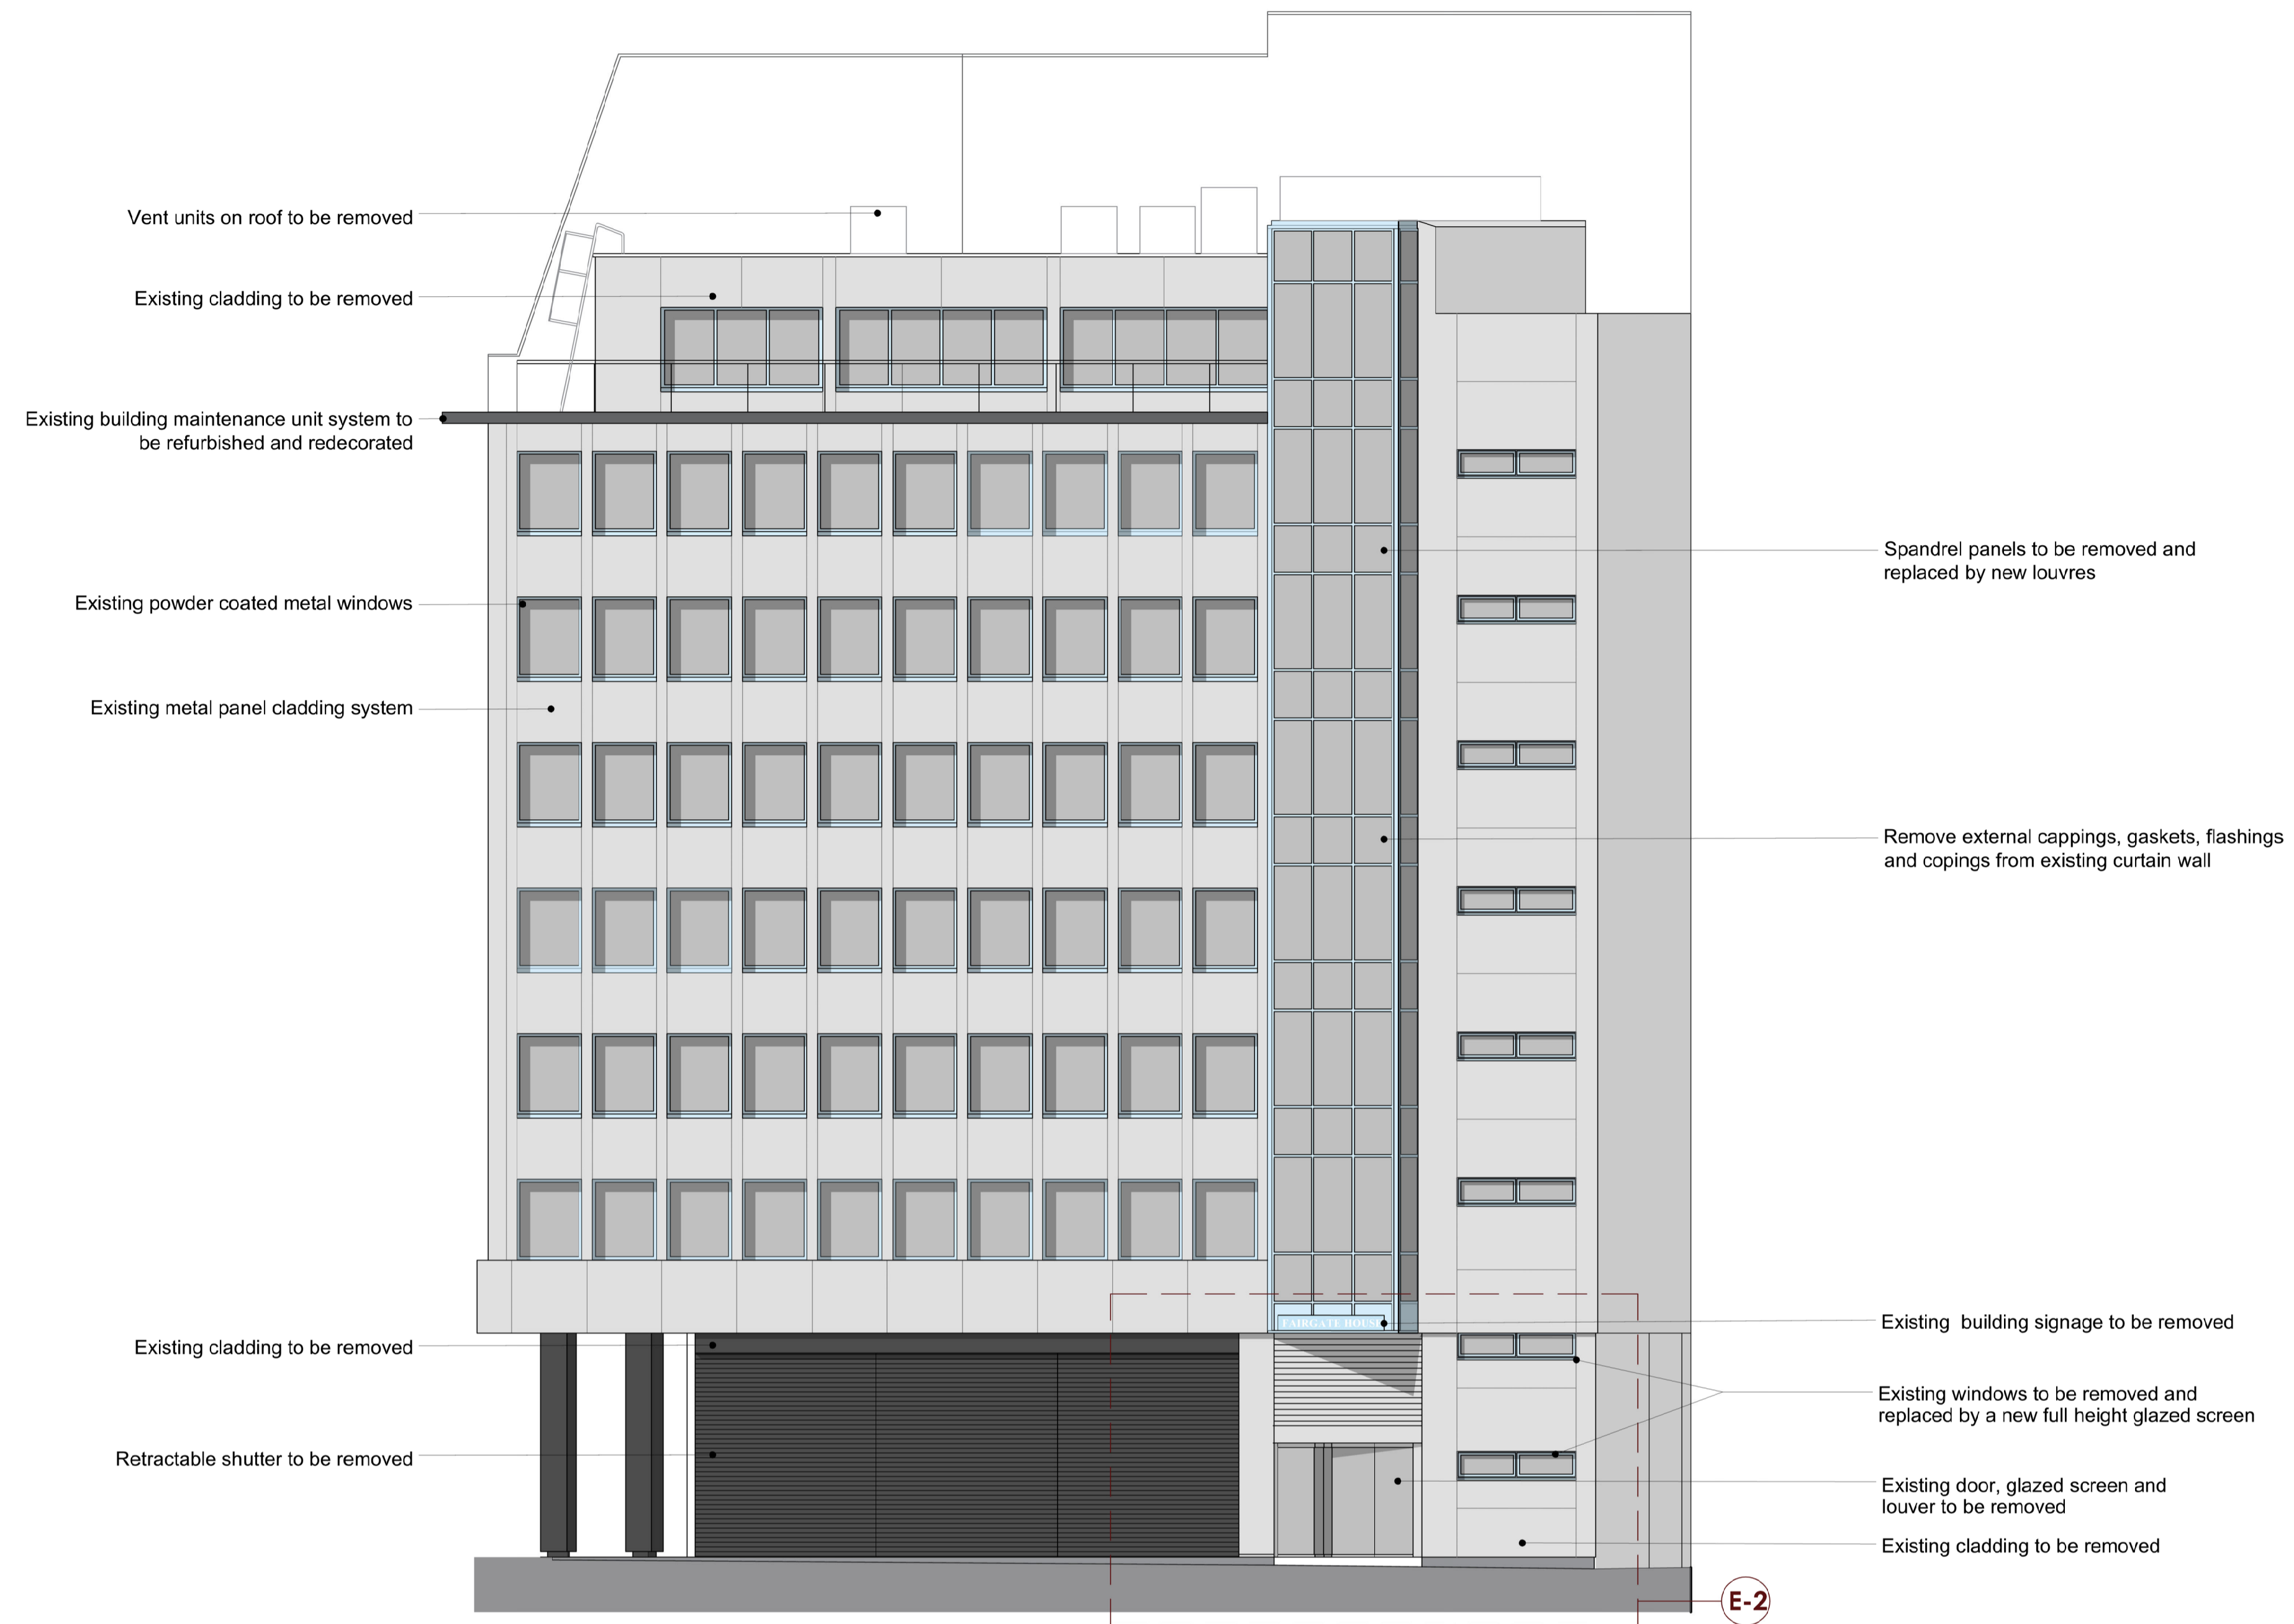 Vent units on roof to be removed
Existing cladding to be removed
Existing building maintenance unit system to
be refurbished and redecorated
Existing powder coated metal windows
Existing metal panel cladding system
Existing cladding to be removed
Retractable shutter to be removed
Spandrel panels to be removed and
replaced by new louvres
Remove external cappings, gaskets, flashings
and copings from existing curtain wall
FAIRGATE HOUSE
Existing building signage to be removed
Existing windows to be removed and
replaced by a new full height glazed screen
Existing door, glazed screen and
louver to be removed
Existing cladding to be removed
E-2